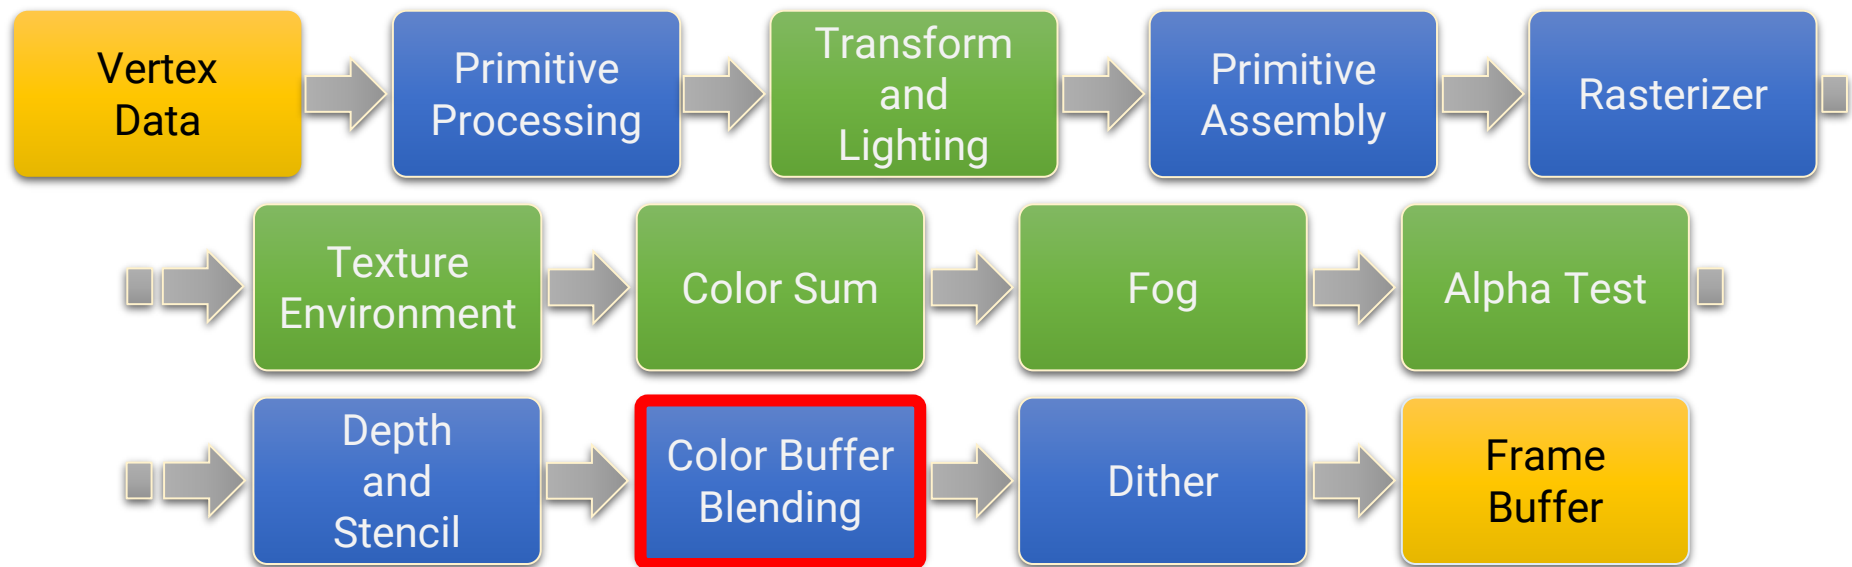 Vertex
Data
Primitive
Processing
Transform
and
Lighting
Primitive
Assembly
Rasterizer
Texture
Environment
Color Sum
Fog
Alpha Test
Depth
and
Stencil
Color Buffer
Blending
Dither
Frame
Buffer